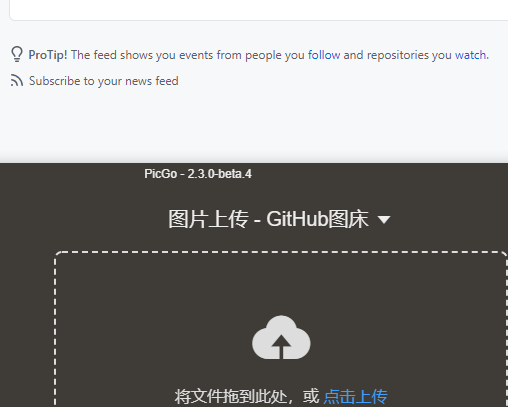 ProTip! The feed shows you events from people you follow and repositories you watch.
Subscribe to your news feed
PicGo - 2.3.0-beta.4
图片上传 - GitHub图床
将文件拖到此处，或 点击上传